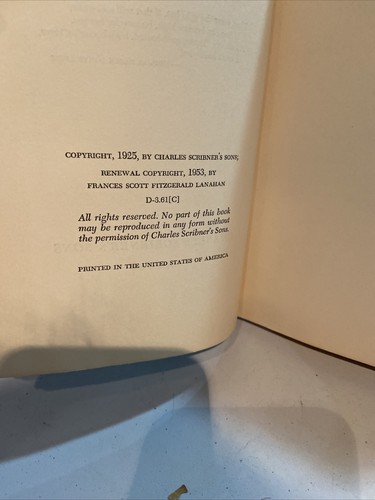 COPYRIGHT, 1925, BY CHARLES SCRIBNER'S SONS;
RENEWAL COPYRIGHT, 1953, BY
FRANCES SCOTT FITZGERALD LANAHAN
D-3.61[C]
All rights reserved. No part of this book
may be reproduced in any form without
the permission of Charles Scribner's Sons.
PRINTED IN THE UNITED STATES OF AMERICA